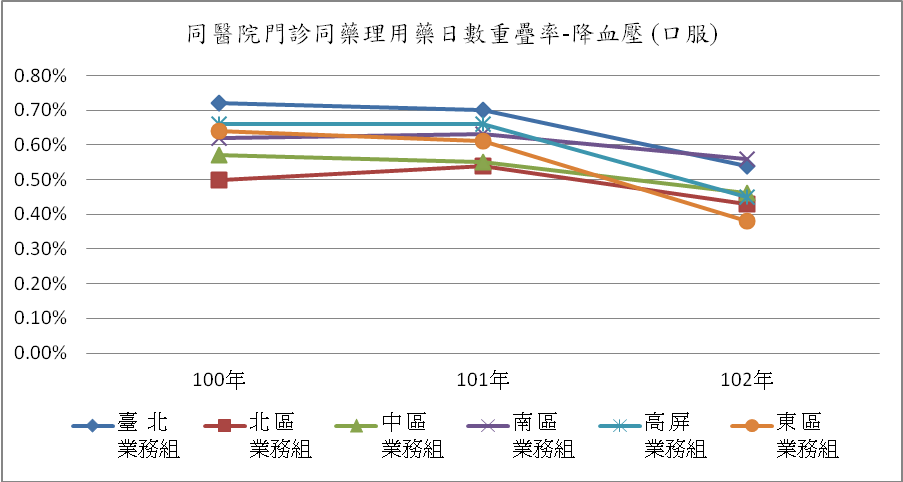 同醫院門診同藥理用藥日數重疊率-降血壓 (口服)
0.80%
0.70%
0.60%
0.50%
0.40%
0.30%
0.20%
0.10%
0.00%
100年 101年 102年
臺 北 北區 中區 南區 高屏 東區
業務組 業務組 業務組 業務組 業務組 業務組